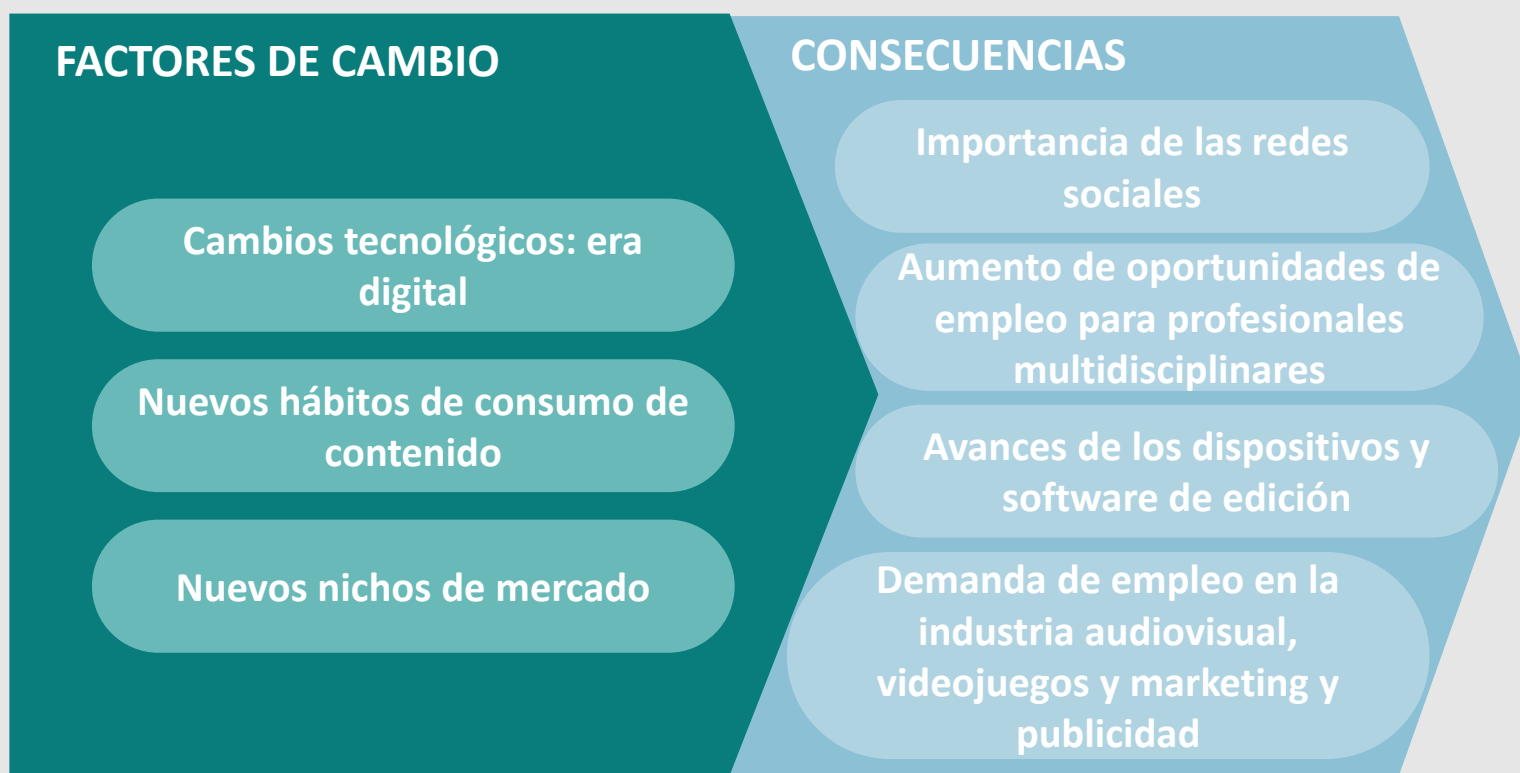 FACTORES DE CAMBIO
Cambios tecnológicos: era
digital
Nuevos hábitos de consumo de
contenido
Nuevos nichos de mercado
CONSECUENCIAS
Importancia de las redes
sociales
Aumento de oportunidades de
empleo para profesionales
multidisciplinares
Avances de los dispositivos y
software de edición
Demanda de empleo en la
industria audiovisual,
videojuegos y marketing y
publicidad